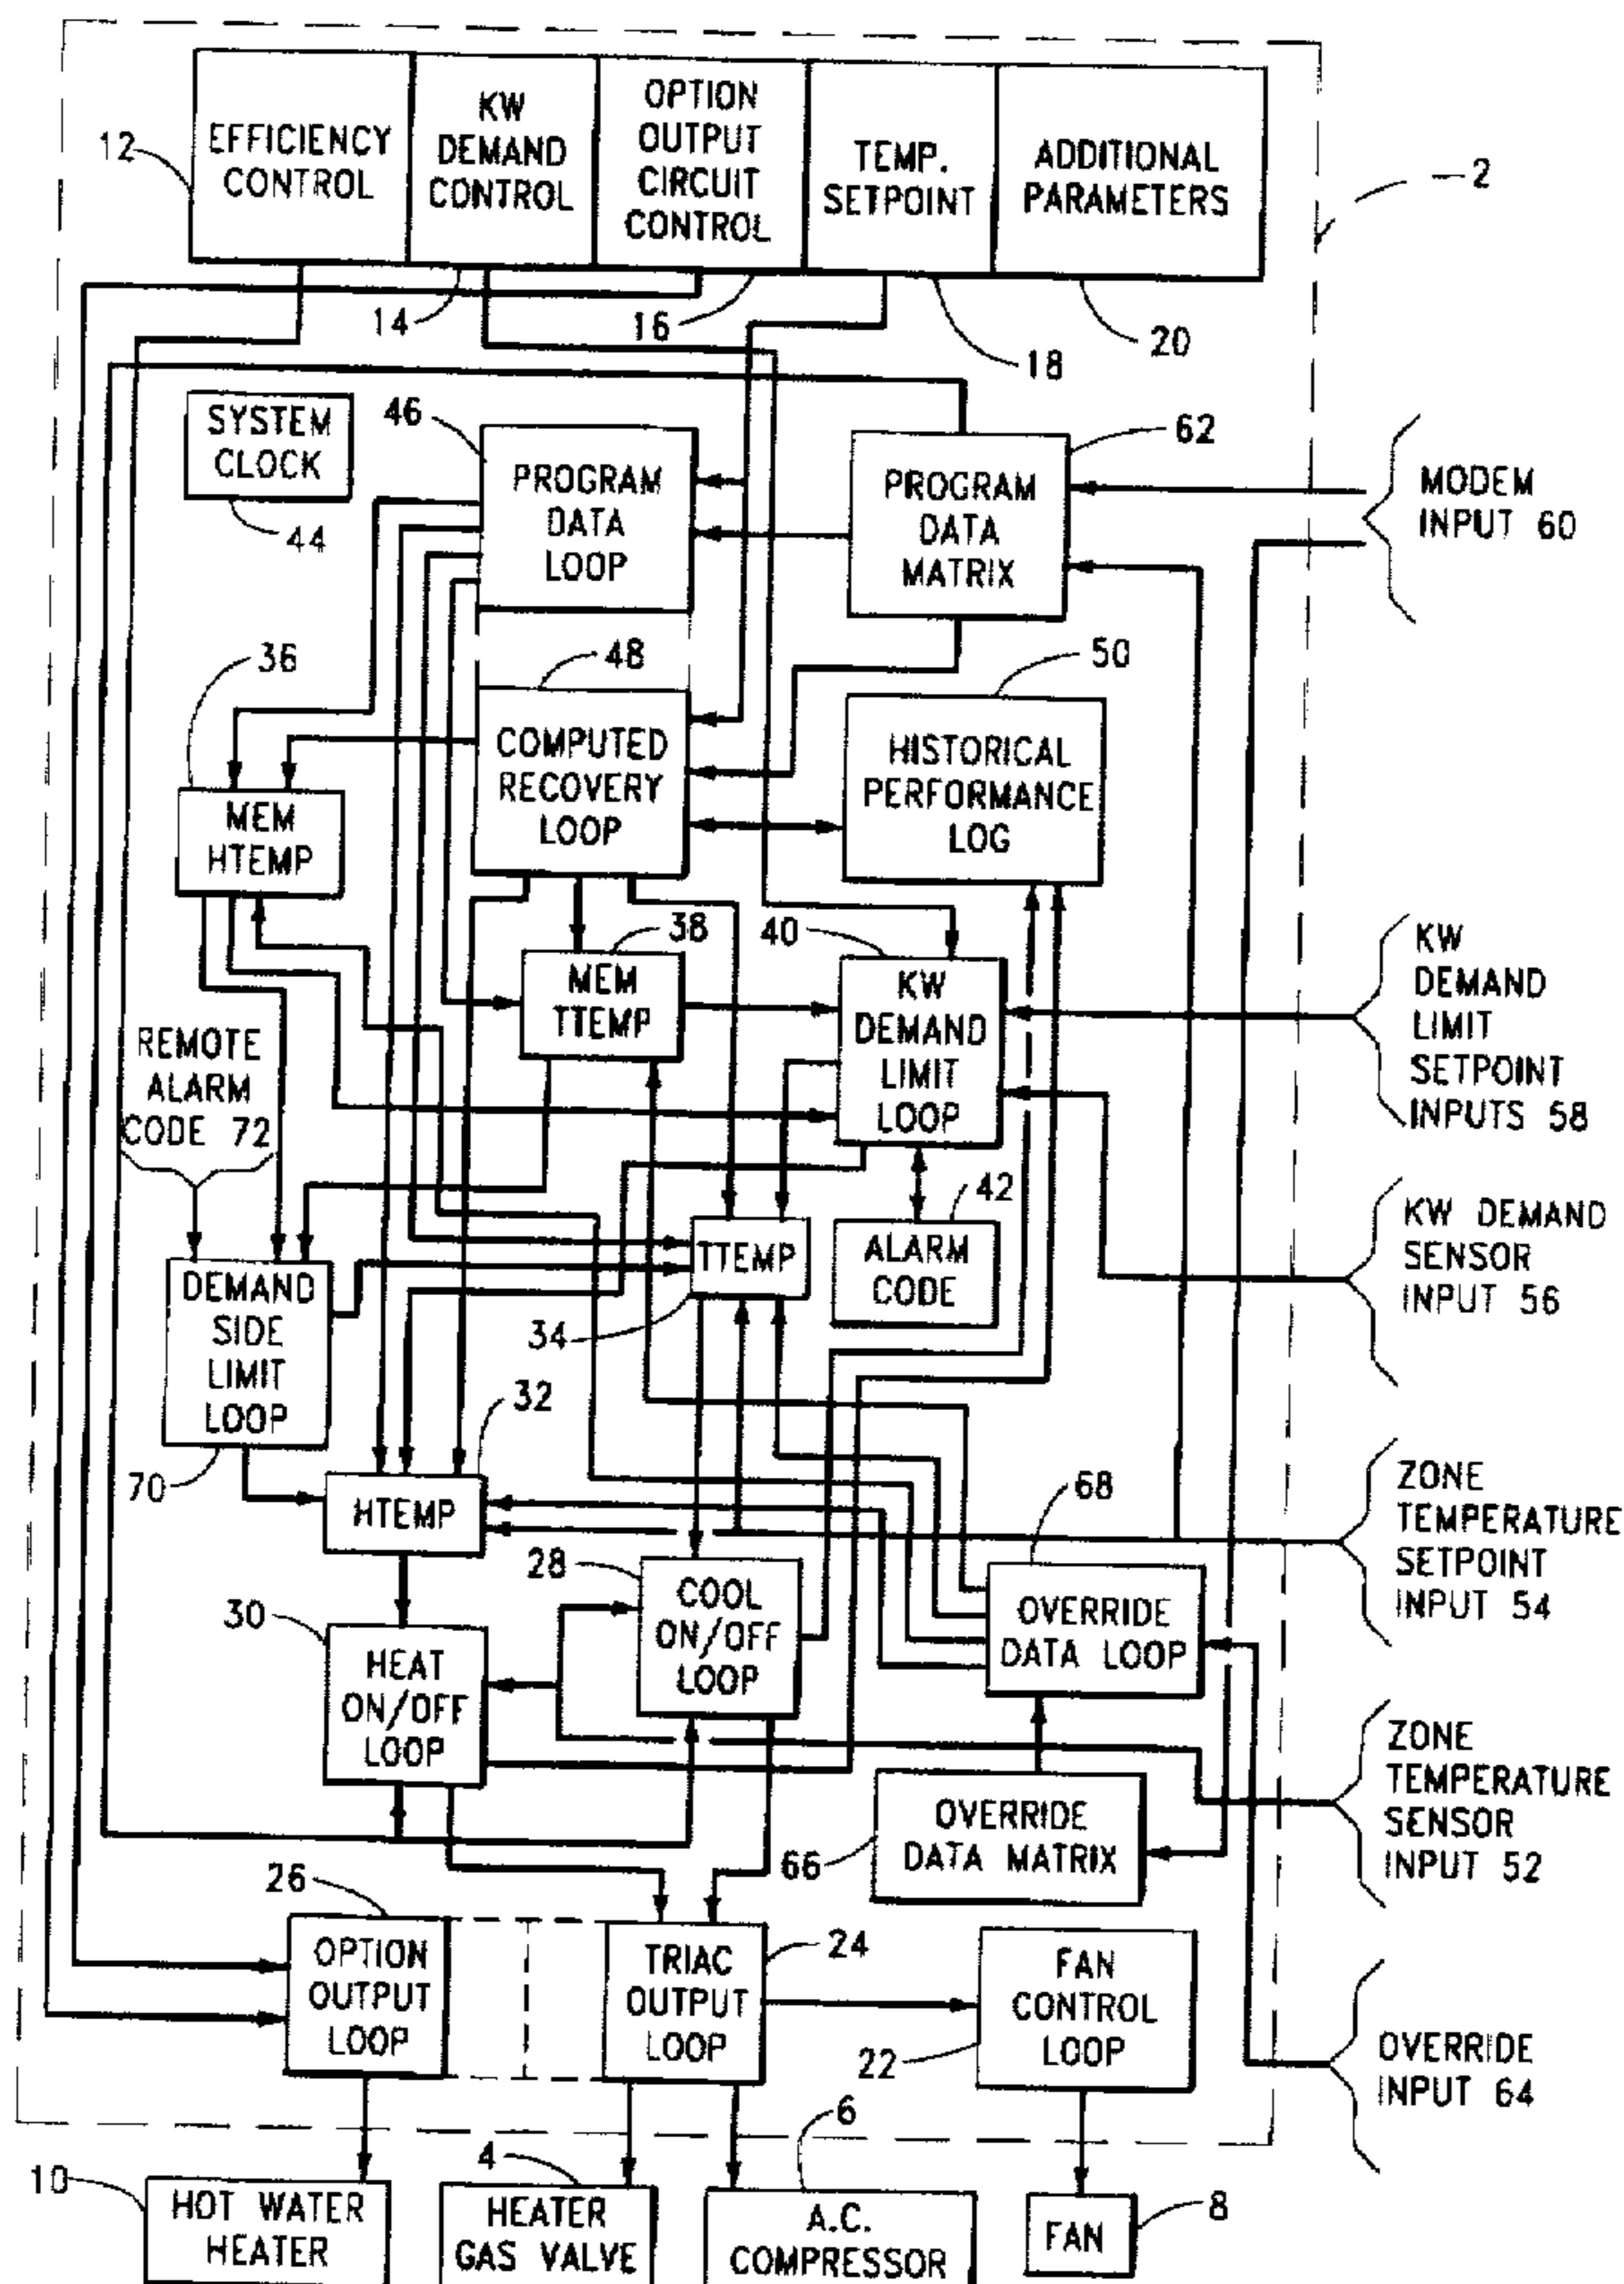 12
EFFICIENCY
CONTROL
KW
DEMAND
CONTROL
OPTION
OUTPUT
CIRCUIT
CONTROL
TEMP.
SETPOINT
ADDITIONAL
PARAMETERS
2
14
16
18
20
SYSTEM
CLOCK
44
46
PROGRAM
DATA
LOOP
62
PROGRAM
DATA
MATRIX
MODEM
INPUT 60
36
MEM
HTEMP
48
COMPUTED
RECOVERY
LOOP
50
HISTORICAL
PERFORMANCE
LOG
38
MEM
TTEMP
40
KW
DEMAND
LIMIT
LOOP
KW
DEMAND
LIMIT
SETPOINT
INPUTS 58
REMOTE
ALARM
CODE 72
42
ALARM
CODE
TTEMP
34
KW DEMAND
SENSOR
INPUT 56
DEMAND
SIDE
LIMIT
LOOP
70
32
HTEMP
ZONE
TEMPERATURE
SETPOINT
INPUT 54
68
OVERRIDE
DATA LOOP
28
COOL
ON/OFF
LOOP
30
HEAT
ON/OFF
LOOP
ZONE
TEMPERATURE
SENSOR
INPUT 52
66
OVERRIDE
DATA MATRIX
26
OPTION
OUTPUT
LOOP
24
TRIAC
OUTPUT
LOOP
22
FAN
CONTROL
LOOP
OVERRIDE
INPUT 64
10
HOT WATER
HEATER
4
HEATER
GAS VALVE
6
A.C.
COMPRESSOR
8
FAN